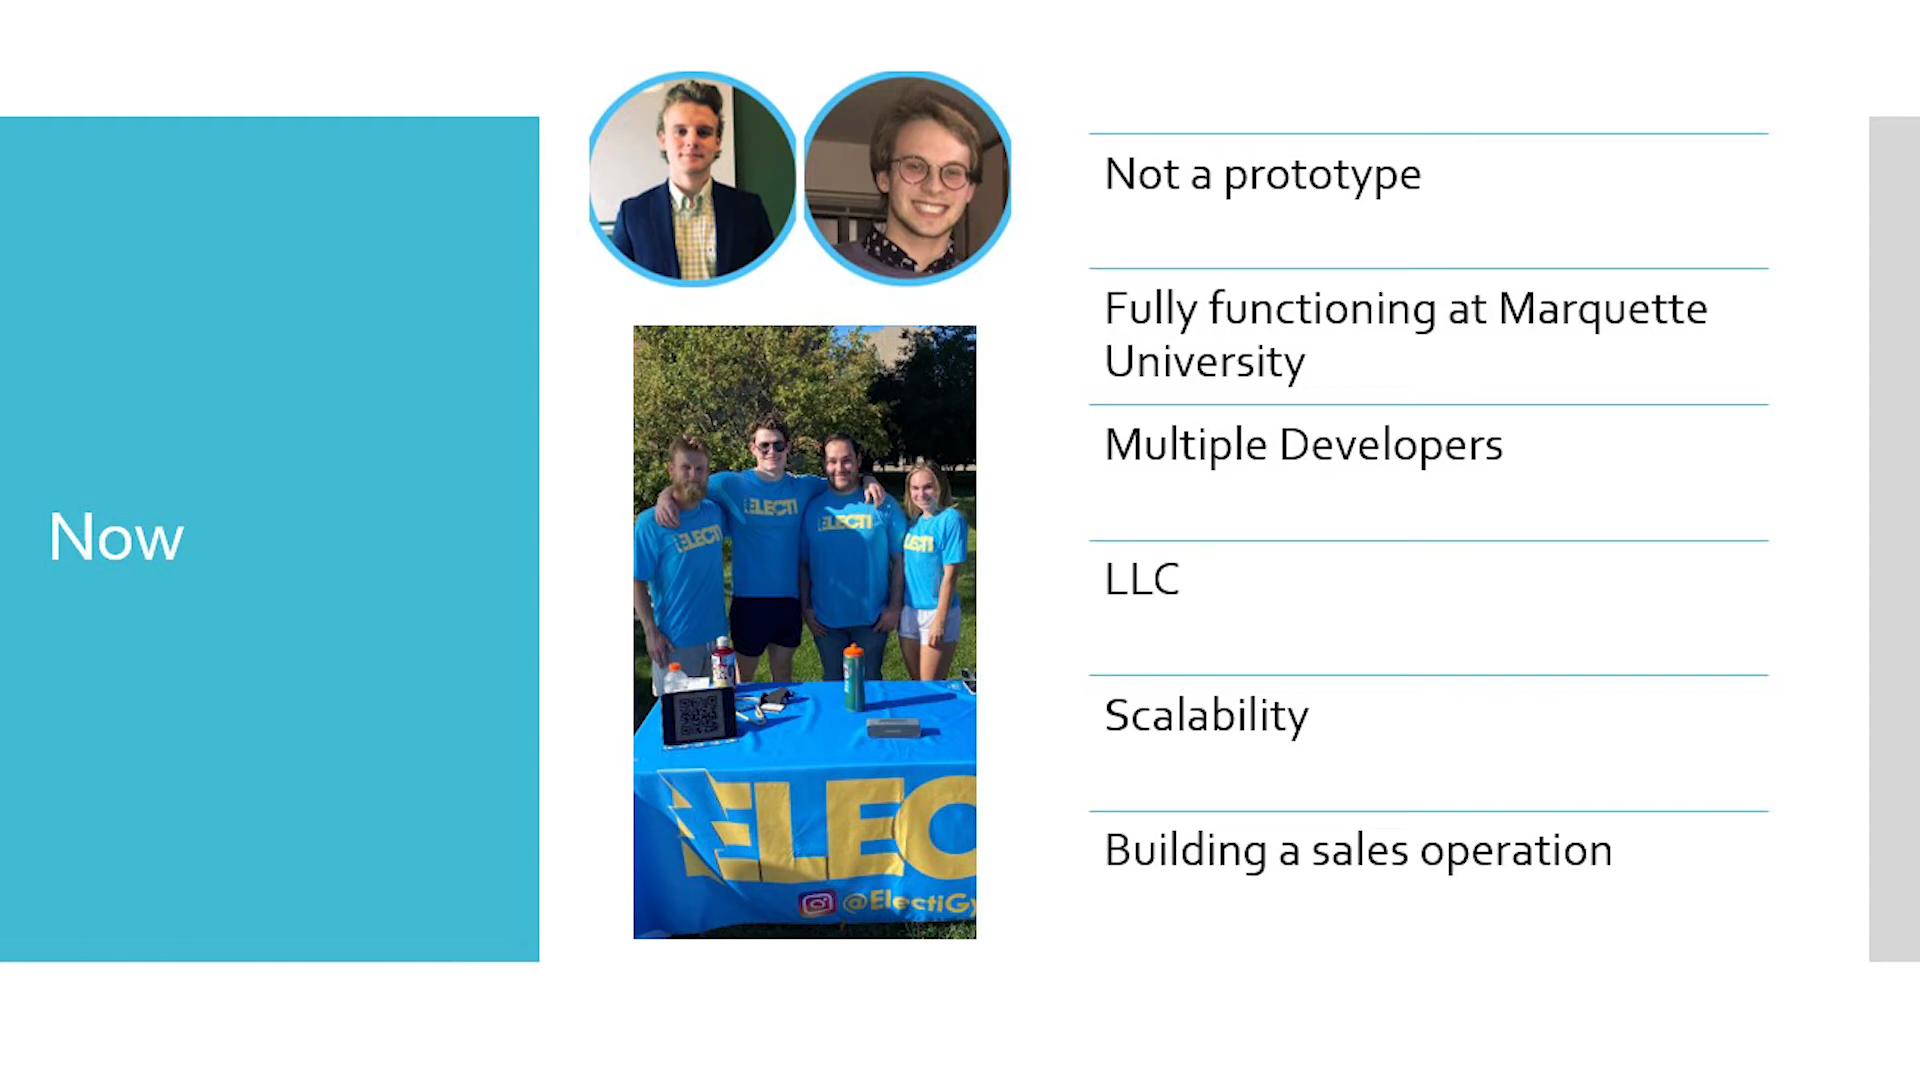 Now
Not a prototype
Fully functioning at Marquette
University
Multiple Developers
LLC
Scalability
Building a sales operation
ELECTI
ELECTI
ELECTI
ELECTI
ELEC
@ElectiGy